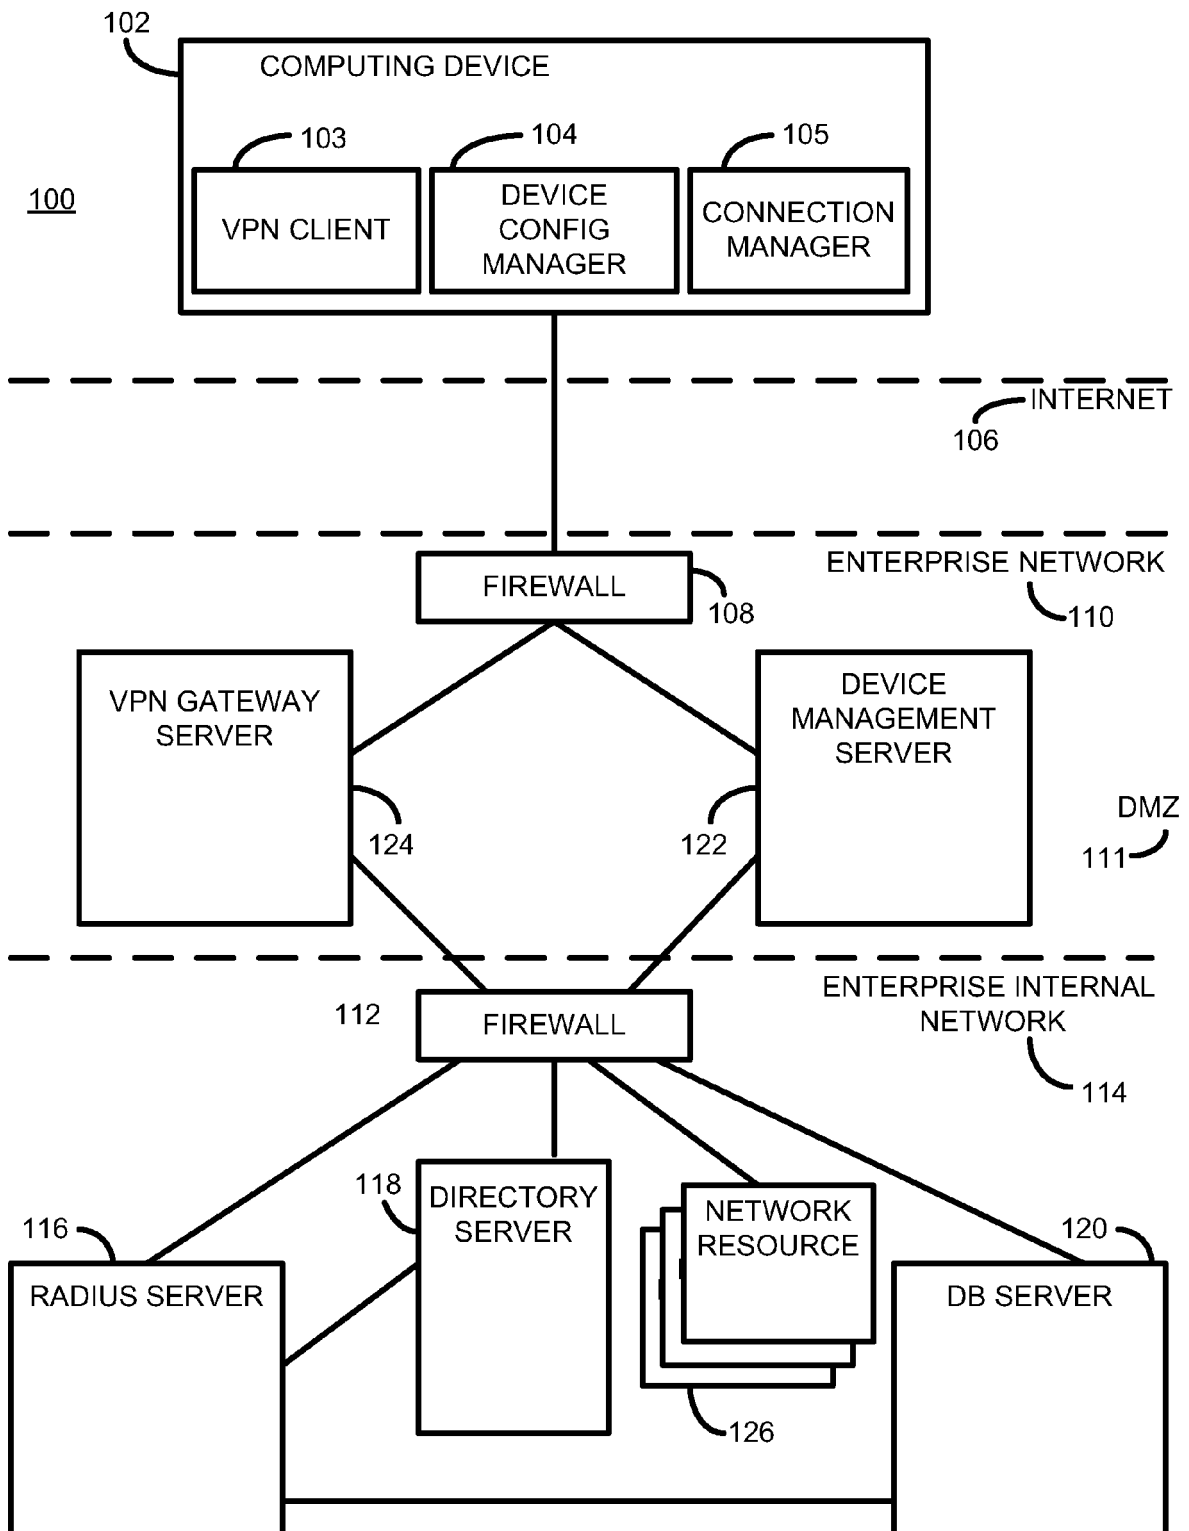 102
COMPUTING DEVICE
103
104
105
100
VPN CLIENT
DEVICE
CONFIG
MANAGER
CONNECTION
MANAGER
INTERNET
106
ENTERPRISE NETWORK
FIREWALL
108
110
VPN GATEWAY
SERVER
DEVICE
MANAGEMENT
SERVER
DMZ
124
122
111
ENTERPRISE INTERNAL
NETWORK
112
FIREWALL
114
118
DIRECTORY
SERVER
NETWORK
RESOURCE
116
120
RADIUS SERVER
DB SERVER
126